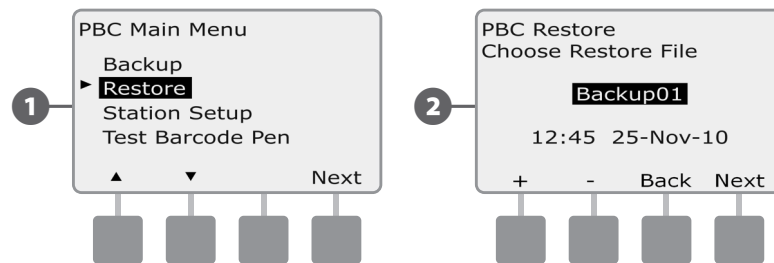 1
PBC Main Menu
Backup
► Restore
Station Setup
Test Barcode Pen
▲ ▼ Next
2
PBC Restore
Choose Restore File
Backup01
12:45 25-Nov-10
+ - Back Next